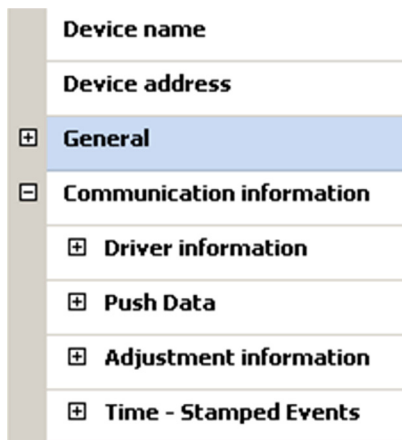 Device name
Device address
General
Communication information
Driver information
Push Data
Adjustment information
Time - Stamped Events